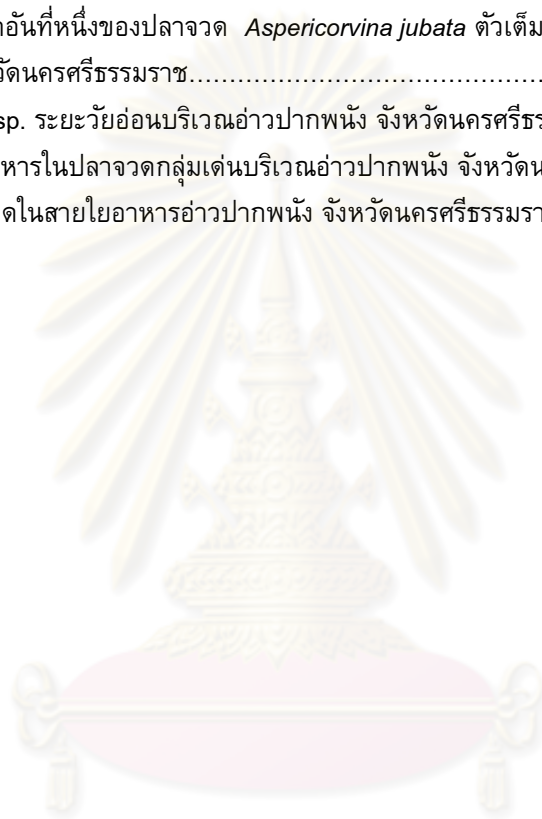 าอันที่หนึ่งของปลาจวด Aspericorvina jubata ตัวเต็ม
วัดนครศรีธรรมราช................................................
sp. ระยะวัยอ่อนบริเวณอ่าวปากพนัง จังหวัดนครศรีธร
หารในปลาจวดกลุ่มเด่นบริเวณอ่าวปากพนัง จังหวัดน
ดในสายใยอาหารอ่าวปากพนัง จังหวัดนครศรีธรรมรา